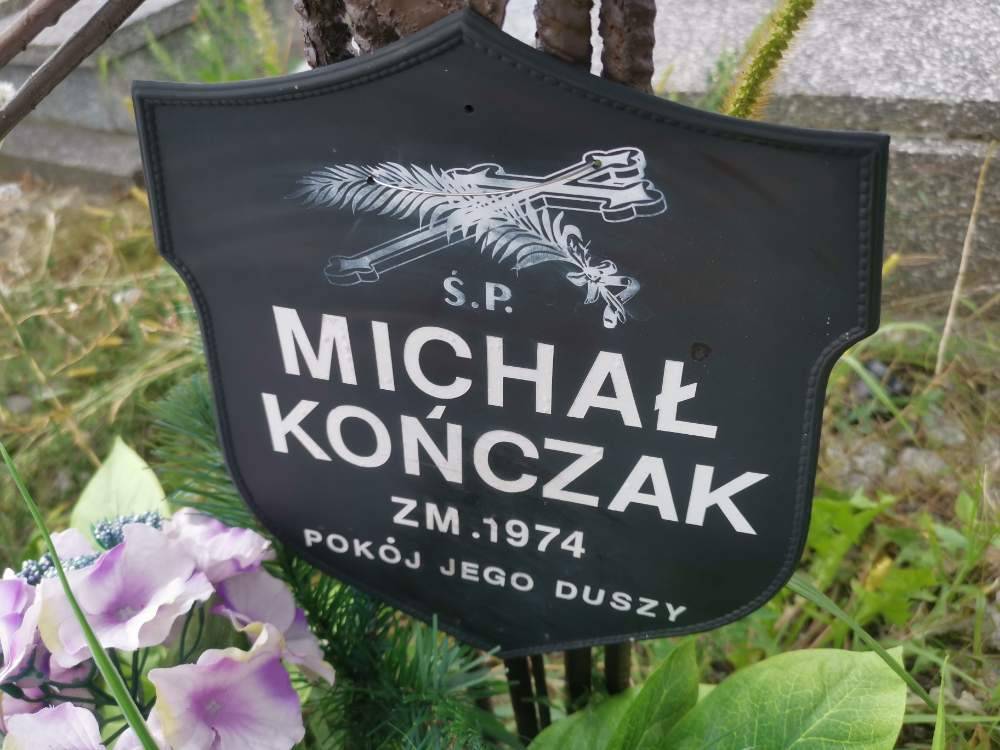 Ś.P.
MICHAŁ
KOŃCZAK
ZM.1974
POKÓJ JEGO DUSZY